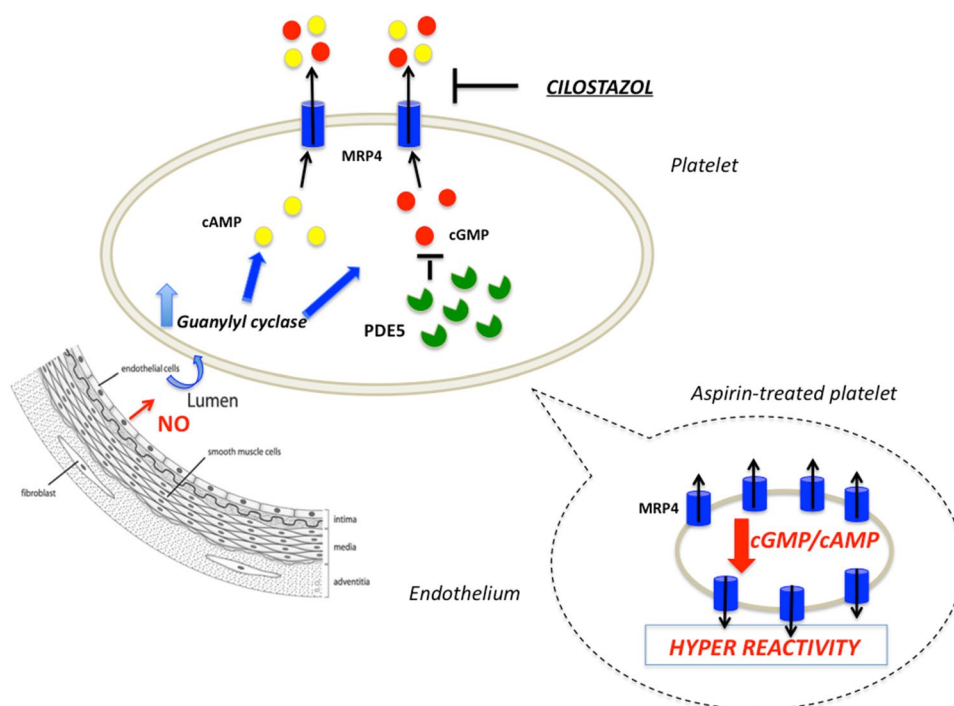 CILOSTAZOL
MRP4
Platelet
cAMP
cGMP
Guanylyl cyclase
PDE5
endothelial cells
Lumen
NO
smooth muscle cells
fibroblast
intima
media
adventitia
Endothelium
Aspirin-treated platelet
MRP4
cGMP/cAMP
HYPER REACTIVITY